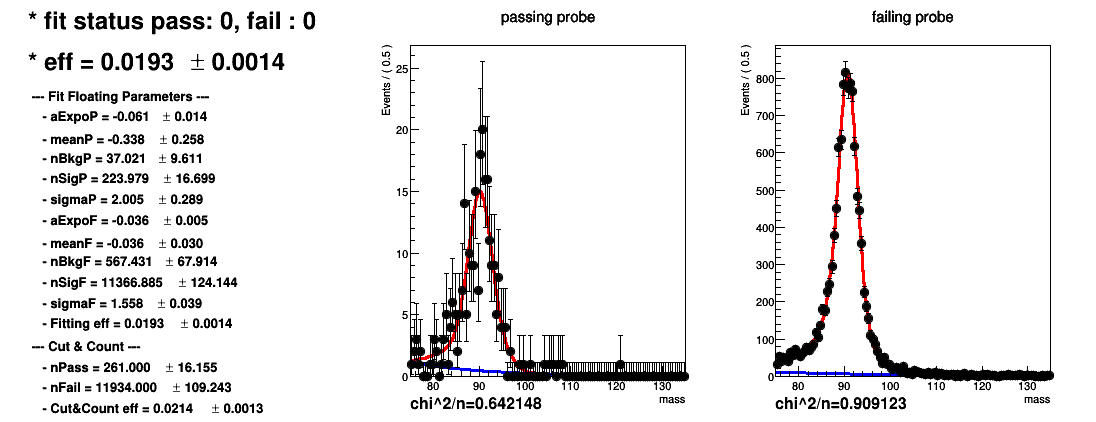 * fit status pass: 0, fail : 0
* eff = 0.0193 ± 0.0014
--- Fit Floating Parameters ---
- aExpoP = -0.061 ± 0.014
- meanP = -0.338 ± 0.258
- nBkgP = 37.021 ± 9.611
- nSigP = 223.979 ± 16.699
- sigmaP = 2.005 ± 0.289
- aExpoF = -0.036 ± 0.005
- meanF = -0.036 ± 0.030
- nBkgF = 567.431 ± 67.914
- nSigF = 11366.885 ± 124.144
- sigmaF = 1.558 ± 0.039
- Fitting eff = 0.0193 ± 0.0014
--- Cut & Count ---
- nPass = 261.000 ± 16.155
- nFail = 11934.000 ± 109.243
- Cut&Count eff = 0.0214 ± 0.0013
passing probe
Events / ( 0.5 )
25
20
15
10
5
0
80 90 100 110 120 130
mass
chi^2/n=0.642148
failing probe
Events / ( 0.5 )
800
700
600
500
400
300
200
100
0
80 90 100 110 120 130
mass
chi^2/n=0.909123